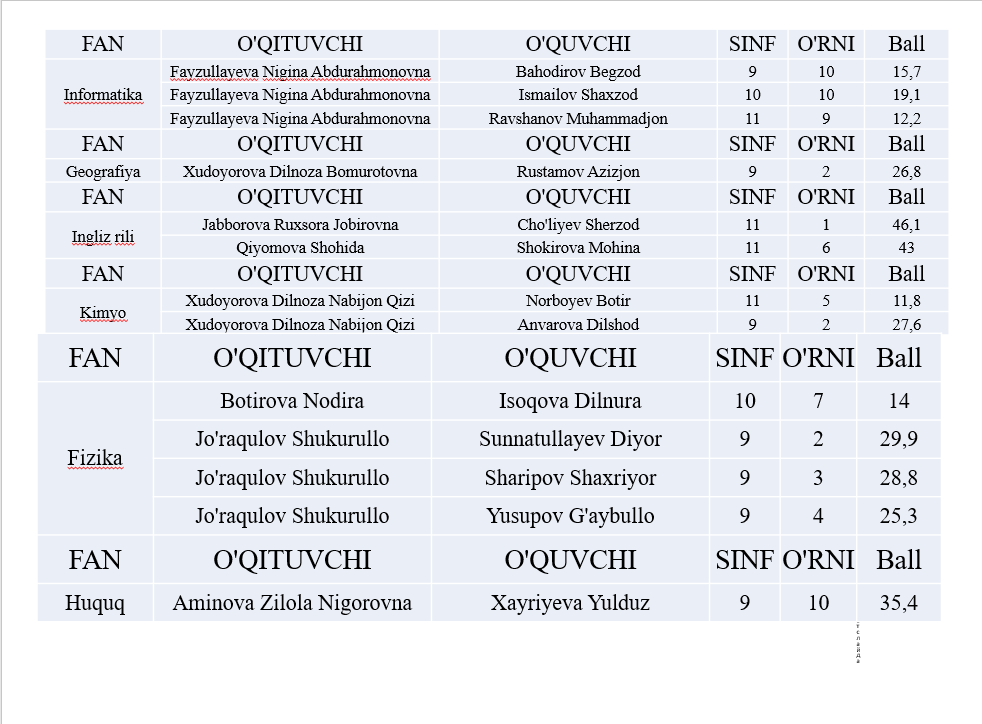 FAN O'QITUVCHI O'QUVCHI SINF O'RNI Ball
Informatika Fayzullayeva Nigina Abdurahmonovna Bahodirov Begzod 9 10 15,7
Fayzullayeva Nigina Abdurahmonovna Ismailov Shaxzod 10 10 19,1
Fayzullayeva Nigina Abdurahmonovna Ravshanov Muhammadjon 11 9 12,2
FAN O'QITUVCHI O'QUVCHI SINF O'RNI Ball
Geografiya Xudoyorova Dilnoza Bomurotovna Rustamov Azizjon 9 2 26,8
FAN O'QITUVCHI O'QUVCHI SINF O'RNI Ball
Ingliz rili Jabborova Ruxsora Jobirovna Cho'liyev Sherzod 11 1 46,1
Qiyomova Shohida Shokirova Mohina 11 6 43
FAN O'QITUVCHI O'QUVCHI SINF O'RNI Ball
Kimyo Xudoyorova Dilnoza Nabijon Qizi Norboyev Botir 11 5 11,8
Xudoyorova Dilnoza Nabijon Qizi Anvarova Dilshod 9 2 27,6
FAN O'QITUVCHI O'QUVCHI SINF O'RNI Ball
Fizika Botirova Nodira Isoqova Dilnura 10 7 14
Jo'raqulov Shukurullo Sunnatullayev Diyor 9 2 29,9
Jo'raqulov Shukurullo Sharipov Shaxriyor 9 3 28,8
Jo'raqulov Shukurullo Yusupov G'aybullo 9 4 25,3
FAN O'QITUVCHI O'QUVCHI SINF O'RNI Ball
Huquq Aminova Zilola Nigorovna Xayriyeva Yulduz 9 10 35,4